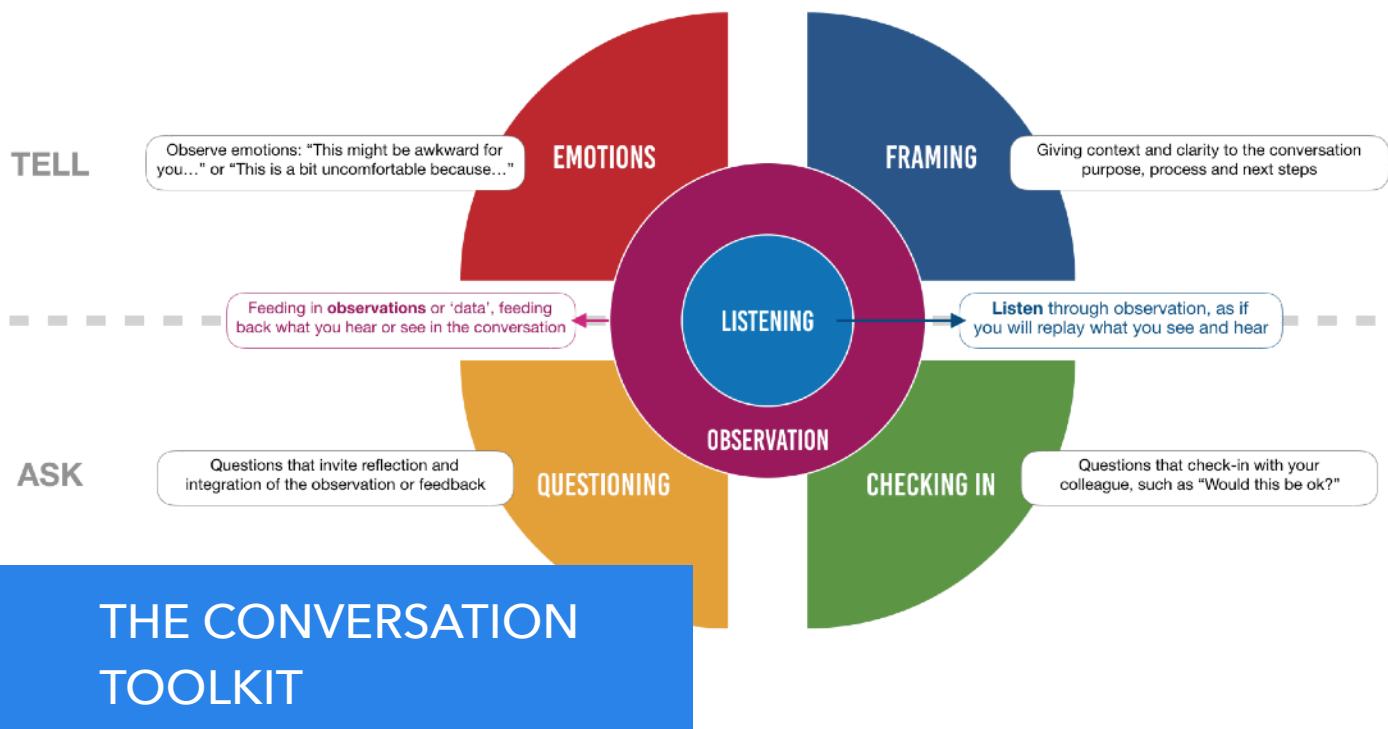 TELL
Observe emotions: “This might be awkward for
you...” or “This is a bit uncomfortable because...”
EMOTIONS
FRAMING
Giving context and clarity to the conversation
purpose, process and next steps
Feeding in observations or ‘data’, feeding
back what you hear or see in the conversation
LISTENING
Listen through observation, as if
you will replay what you see and hear
OBSERVATION
ASK
Questions that invite reflection and
integration of the observation or feedback
QUESTIONING
CHECKING IN
Questions that check-in with your
colleague, such as “Would this be ok?”
THE CONVERSATION
TOOLKIT